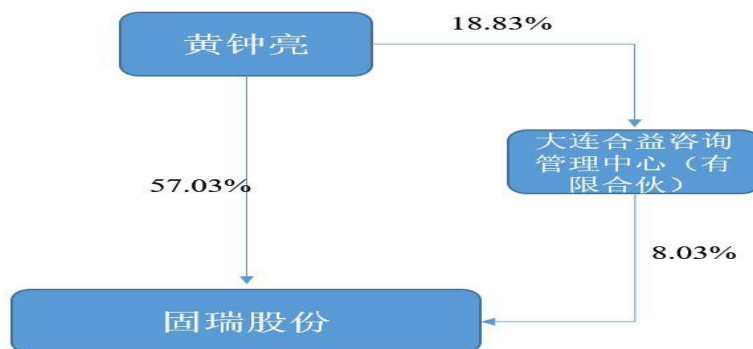 黄钟亮
18.83%
大连合益咨询
管理中心（有
限合伙）
57.03%
8.03%
固瑞股份